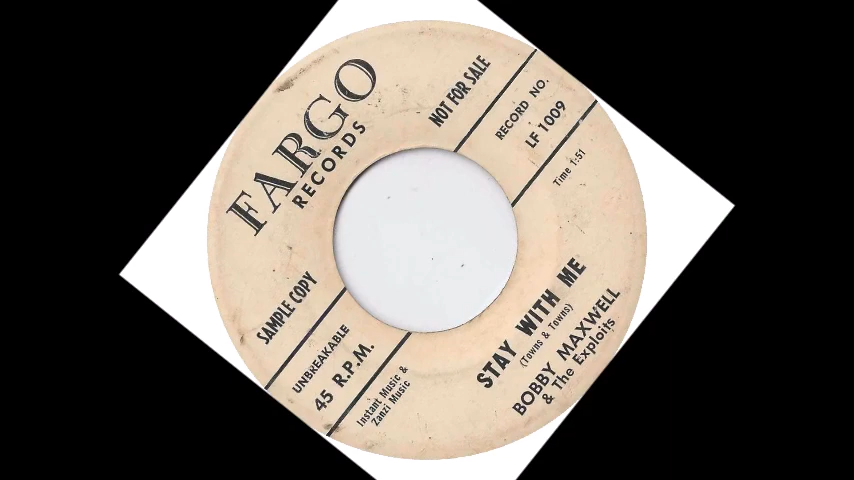 FARGO
RECORDS
SAMPLE COPY
NOT FOR SALE
UNBREAKABLE
45 R.P.M.
RECORD NO.
LF 1009
Instant Music &
Zanzi Music
Time 1:51
STAY WITH ME
(Towns & Towns)
BOBBY MAXWELL
& The Exploits